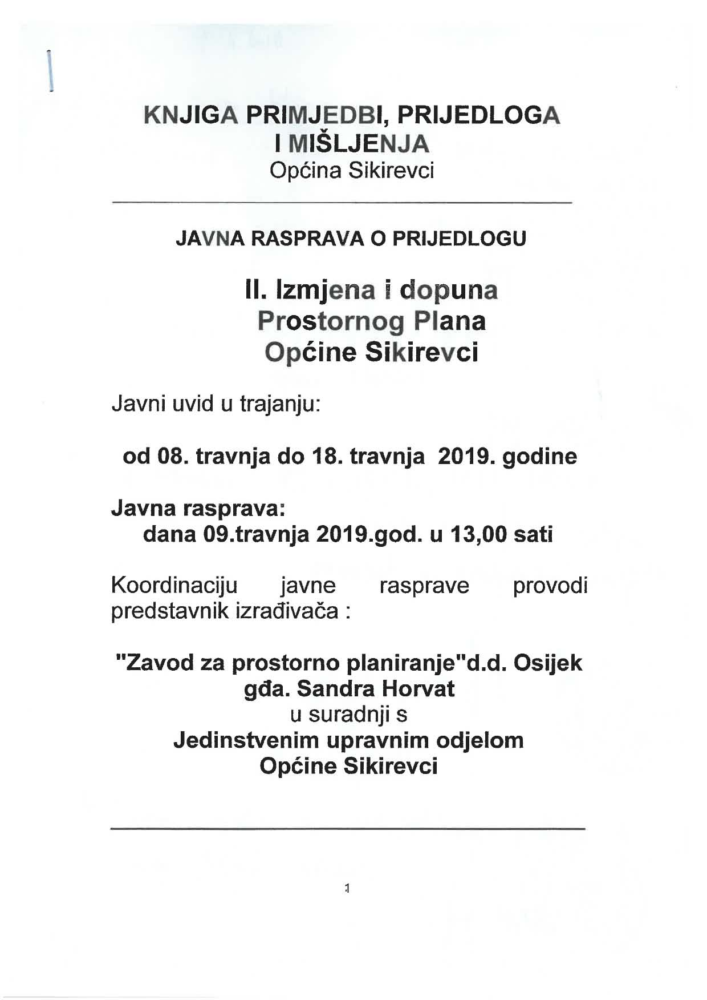 KNJIGA PRIMJEDBI, PRIJEDLOGA
I MIŠLJENJA
Općina Sikirevci
JAVNA RASPRAVA O PRIJEDLOGU
II. Izmjena i dopuna
Prostornog Plana
Općine Sikirevci
Javni uvid u trajanju:
od 08. travnja do 18. travnja 2019. godine
Javna rasprava:
dana 09.travnja 2019.god. u 13,00 sati
Koordinaciju javne rasprave provodi
predstavnik izrađivača :
"Zavod za prostorno planiranje"d.d. Osijek
gđa. Sandra Horvat
u suradnji s
Jedinstvenim upravnim odjelom
Općine Sikirevci
1